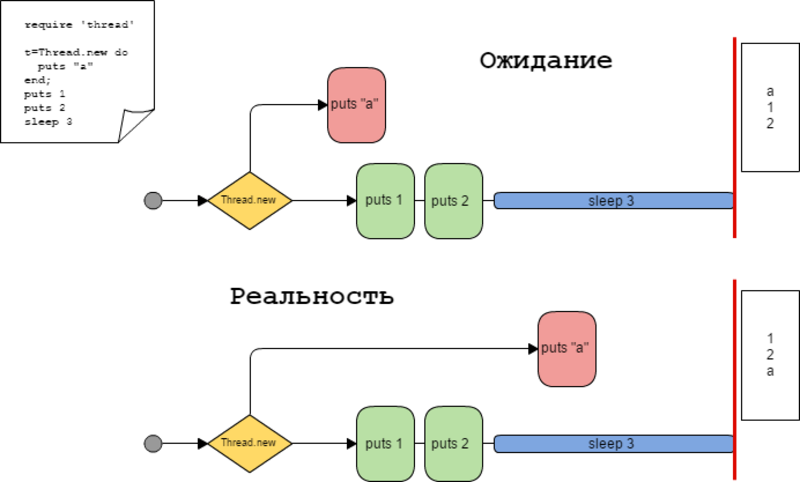 require 'thread'
t=Thread.new do
puts "a"
end;
puts 1
puts 2
sleep 3
Ожидание
puts "a"
Thread.new
puts 1
puts 2
sleep 3
a
1
2
Реальность
puts "a"
Thread.new
puts 1
puts 2
sleep 3
1
2
a